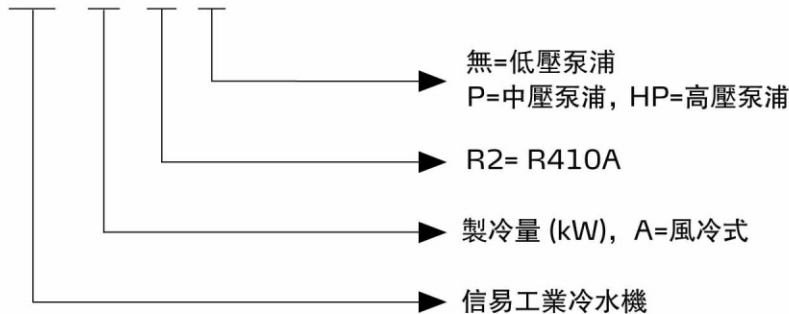 無=低壓泵浦
P=中壓泵浦，HP=高壓泵浦
R2= R410A
製冷量 (kW)，A=風冷式
信易工業冷水機